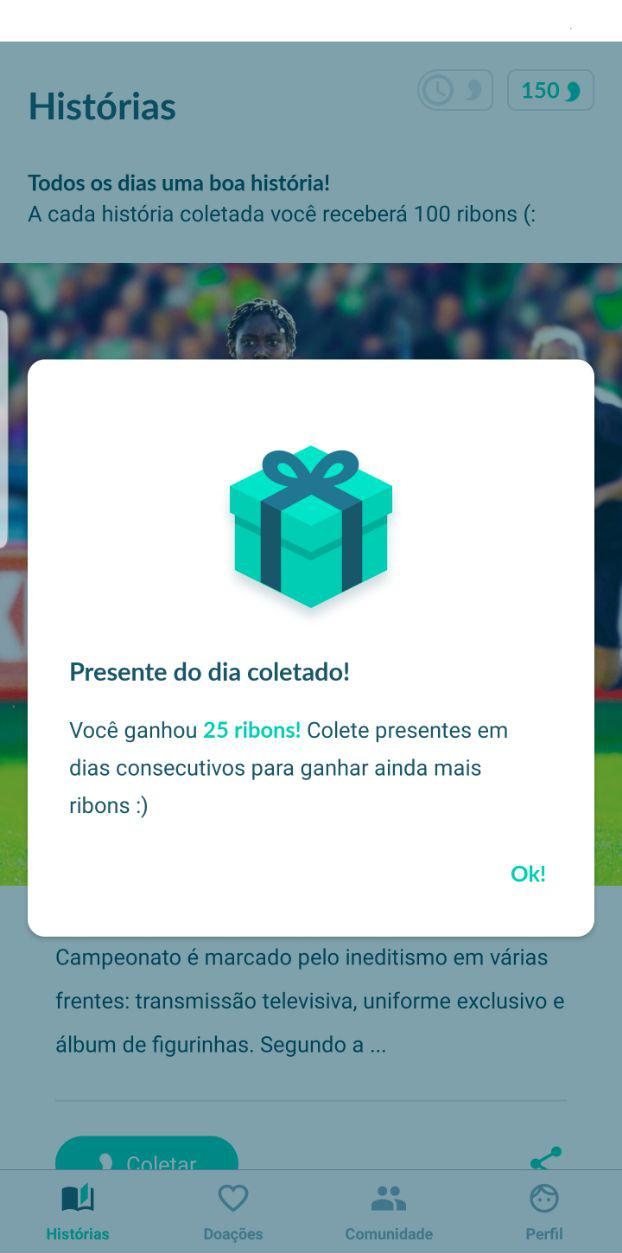 Histórias
150
Todos os dias uma boa história!
A cada história coletada você receberá 100 ribons (:
Presente do dia coletado!
Você ganhou 25 ribons! Colete presentes em
dias consecutivos para ganhar ainda mais
ribons :)
Ok!
Campeonato é marcado pelo ineditismo em várias
frentes: transmissão televisiva, uniforme exclusivo e
álbum de figurinhas. Segundo a ...
Coletar
Histórias
Doações
Comunidade
Perfil